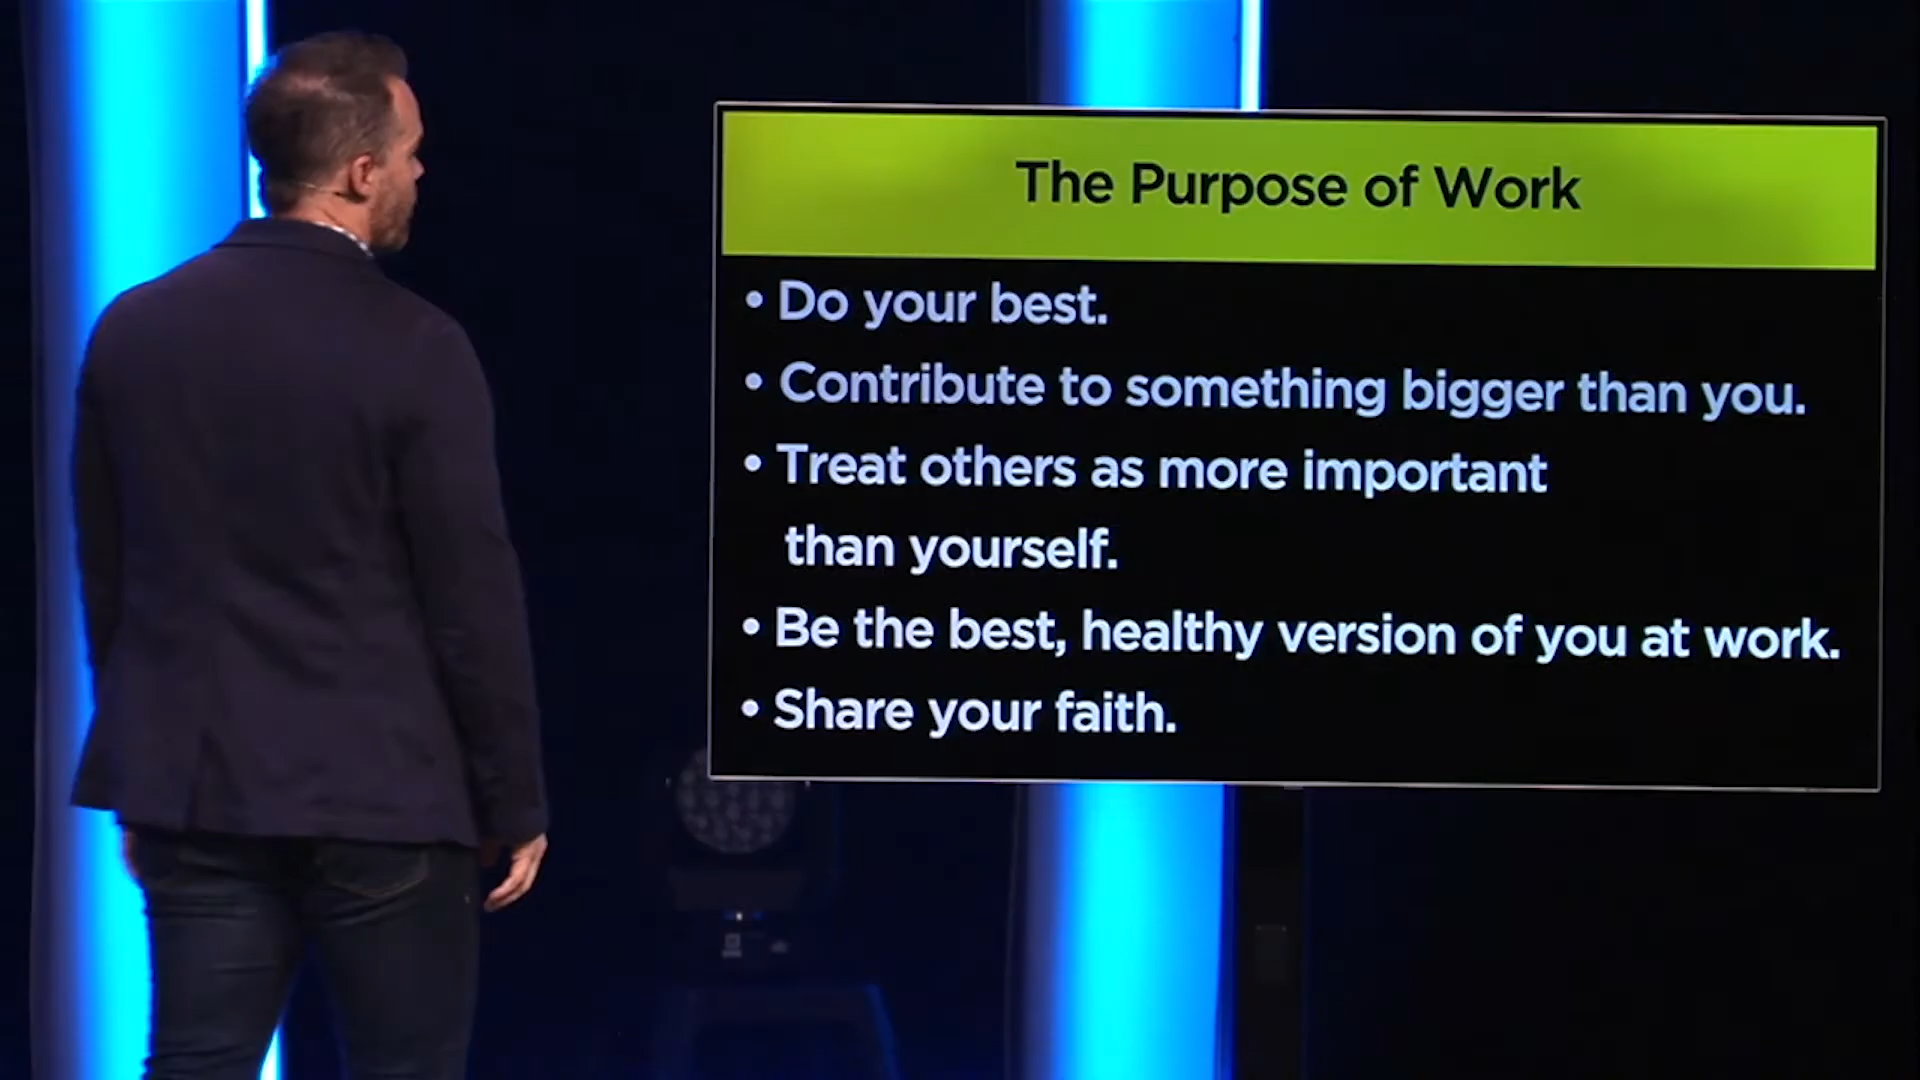 The Purpose of Work
• Do your best.
• Contribute to something bigger than you.
• Treat others as more important
than yourself.
• Be the best, healthy version of you at work.
• Share your faith.